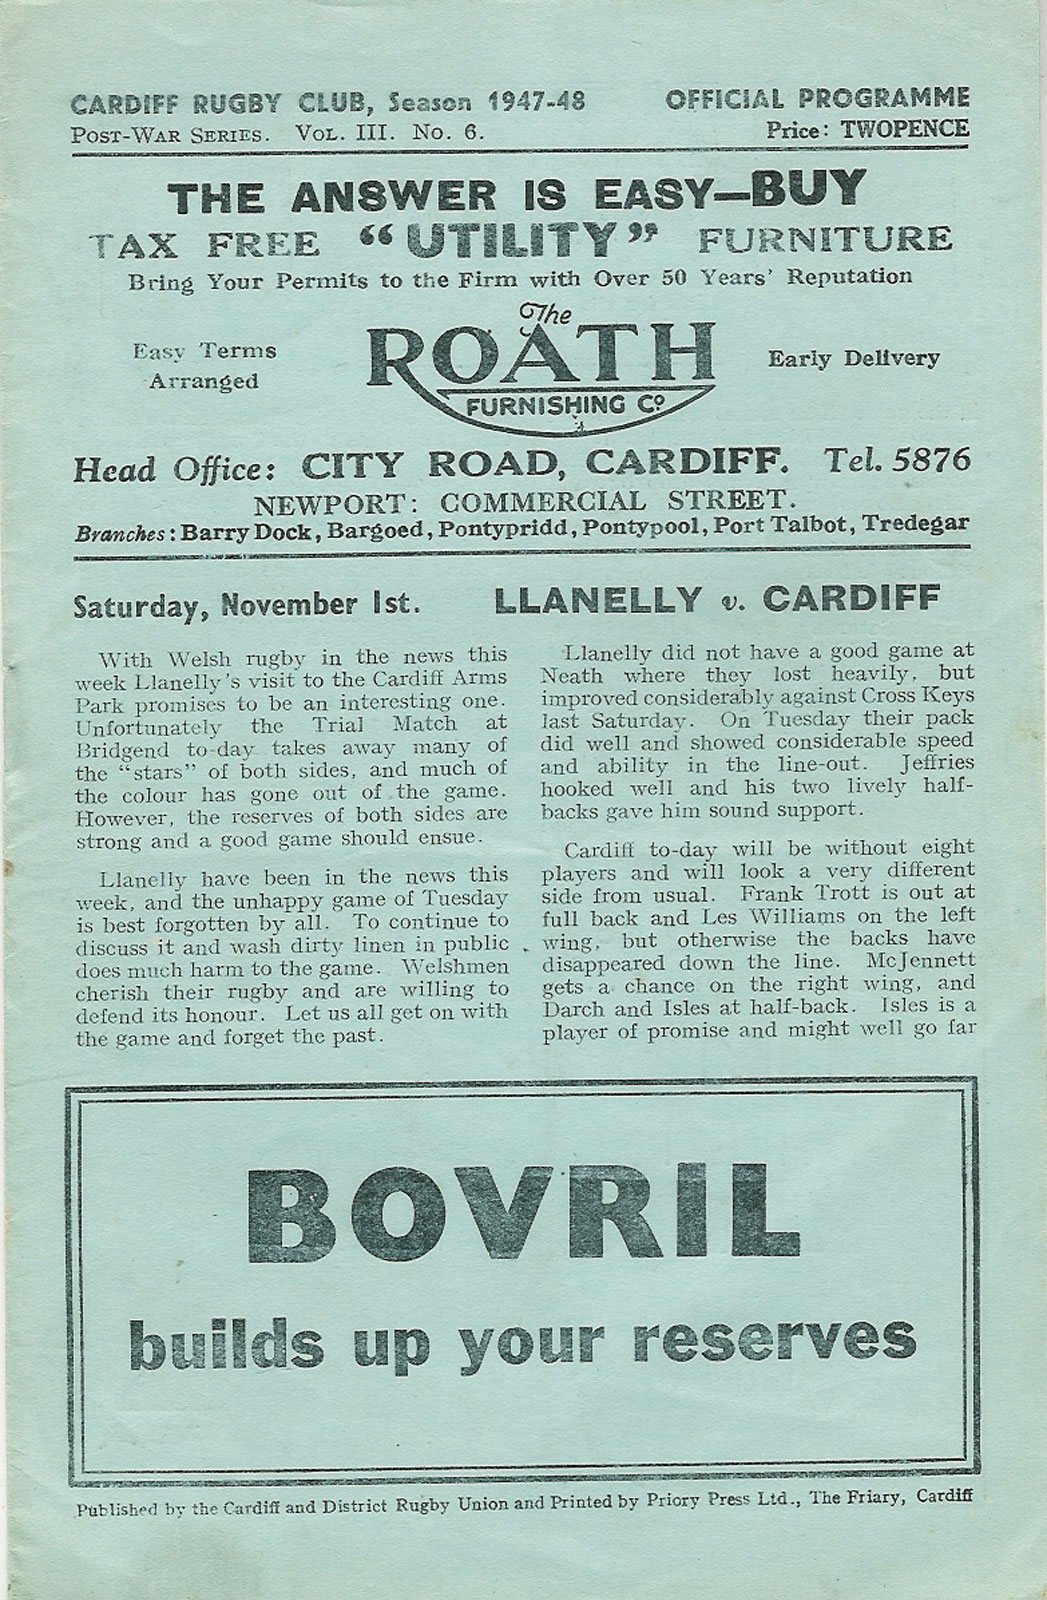 CARDIFF RUGBY CLUB, Season 1947-48
OFFICIAL PROGRAMME
POST-WAR SERIES. VOL. III. NO. 6.
Price: TWOPENCE
THE ANSWER IS EASY—BUY
TAX FREE “UTILITY” FURNITURE
Bring Your Permits to the Firm with Over 50 Years' Reputation
Easy Terms
Arranged
The
ROATH
FURNISHING Co.
Early Delivery
Head Office: CITY ROAD, CARDIFF. Tel. 5876
NEWPORT: COMMERCIAL STREET.
Branches: Barry Dock, Bargoed, Pontypridd, Pontypool, Port Talbot, Tredegar
Saturday, November 1st. LLANELLY v. CARDIFF
With Welsh rugby in the news this
week Llanelly's visit to the Cardiff Arms
Park promises to be an interesting one.
Unfortunately the Trial Match at
Bridgend to-day takes away many of
the “stars” of both sides, and much of
the colour has gone out of the game.
However, the reserves of both sides are
strong and a good game should ensue.
Llanelly have been in the news this
week, and the unhappy game of Tuesday
is best forgotten by all. To continue to
discuss it and wash dirty linen in public
does much harm to the game. Welshmen
cherish their rugby and are willing to
defend its honour. Let us all get on with
the game and forget the past.
Llanelly did not have a good game at
Neath where they lost heavily, but
improved considerably against Cross Keys
last Saturday. On Tuesday their pack
did well and showed considerable speed
and ability in the line-out. Jeffries
hooked well and his two lively half-
backs gave him sound support.
Cardiff to-day will be without eight
players and will look a very different
side from usual. Frank Trott is out at
full back and Les Williams on the left
wing, but otherwise the backs have
disappeared down the line. McJennett
gets a chance on the right wing, and
Darch and Isles at half-back. Isles is a
player of promise and might well go far
BOVRIL
builds up your reserves
Published by the Cardiff and District Rugby Union and Printed by Priory Press Ltd., The Friary, Cardiff